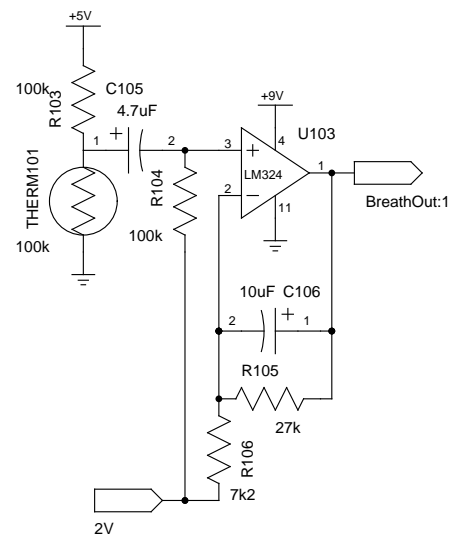 +5V
100k
R103
C105
4.7uF
+9V
U103
1
+
2
3
+
4
LM324
1
2
−
11
BreathOut:1
THERM101
100k
R104
100k
10uF C106
2
+
1
R105
27k
R106
7k2
2V